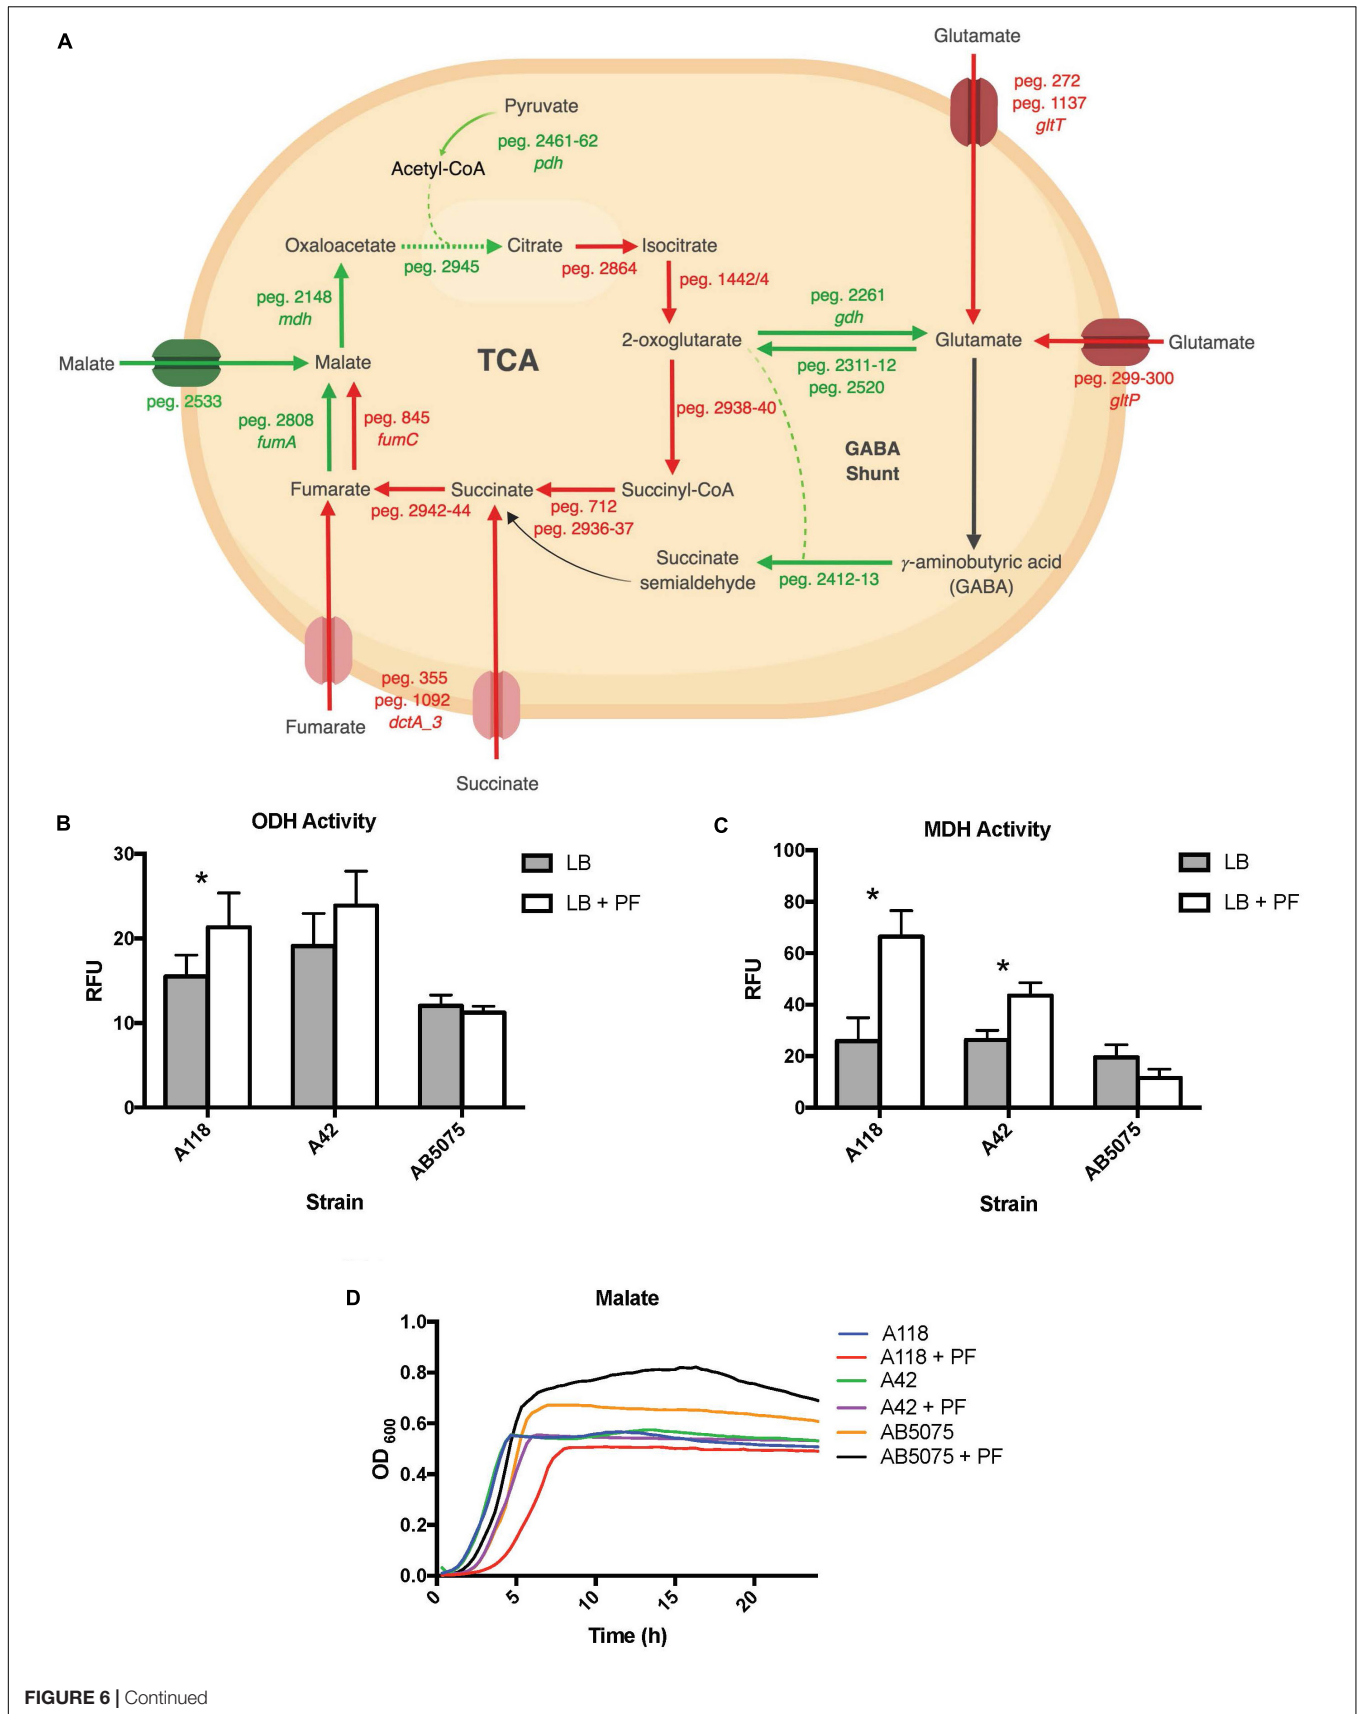 A
Glutamate
peg. 272
peg. 1137
gltT
Pyruvate
peg. 2461-62
pdh
Acetyl-CoA
Oxaloacetate
Citrate
Isocitrate
peg. 2945
peg. 2864
peg. 1442/4
peg. 2148
mdh
peg. 2261
gdh
2-oxoglutarate
Glutamate
Glutamate
TCA
Malate
Malate
peg. 2311-12
peg. 2520
peg. 299-300
gltP
peg. 2533
peg. 2808
fumA
peg. 845
fumC
peg. 2938-40
GABA
Shunt
Fumarate
Succinate
Succinyl-CoA
peg. 2942-44
peg. 712
peg. 2936-37
Succinate
semialdehyde
peg. 2412-13
γ-aminobutyric acid
(GABA)
peg. 355
peg. 1092
dctA_3
Fumarate
Succinate
B
ODH Activity
30
20
10
0
RFU
*
LB
LB + PF
A118
A42
AB5075
Strain
C
MDH Activity
100
80
60
40
20
0
RFU
*
*
LB
LB + PF
A118
A42
AB5075
Strain
D
Malate
1.0
0.8
0.6
0.4
0.2
0.0
OD 600
0
5
10
15
20
Time (h)
A118
A118 + PF
A42
A42 + PF
AB5075
AB5075 + PF
FIGURE 6 | Continued